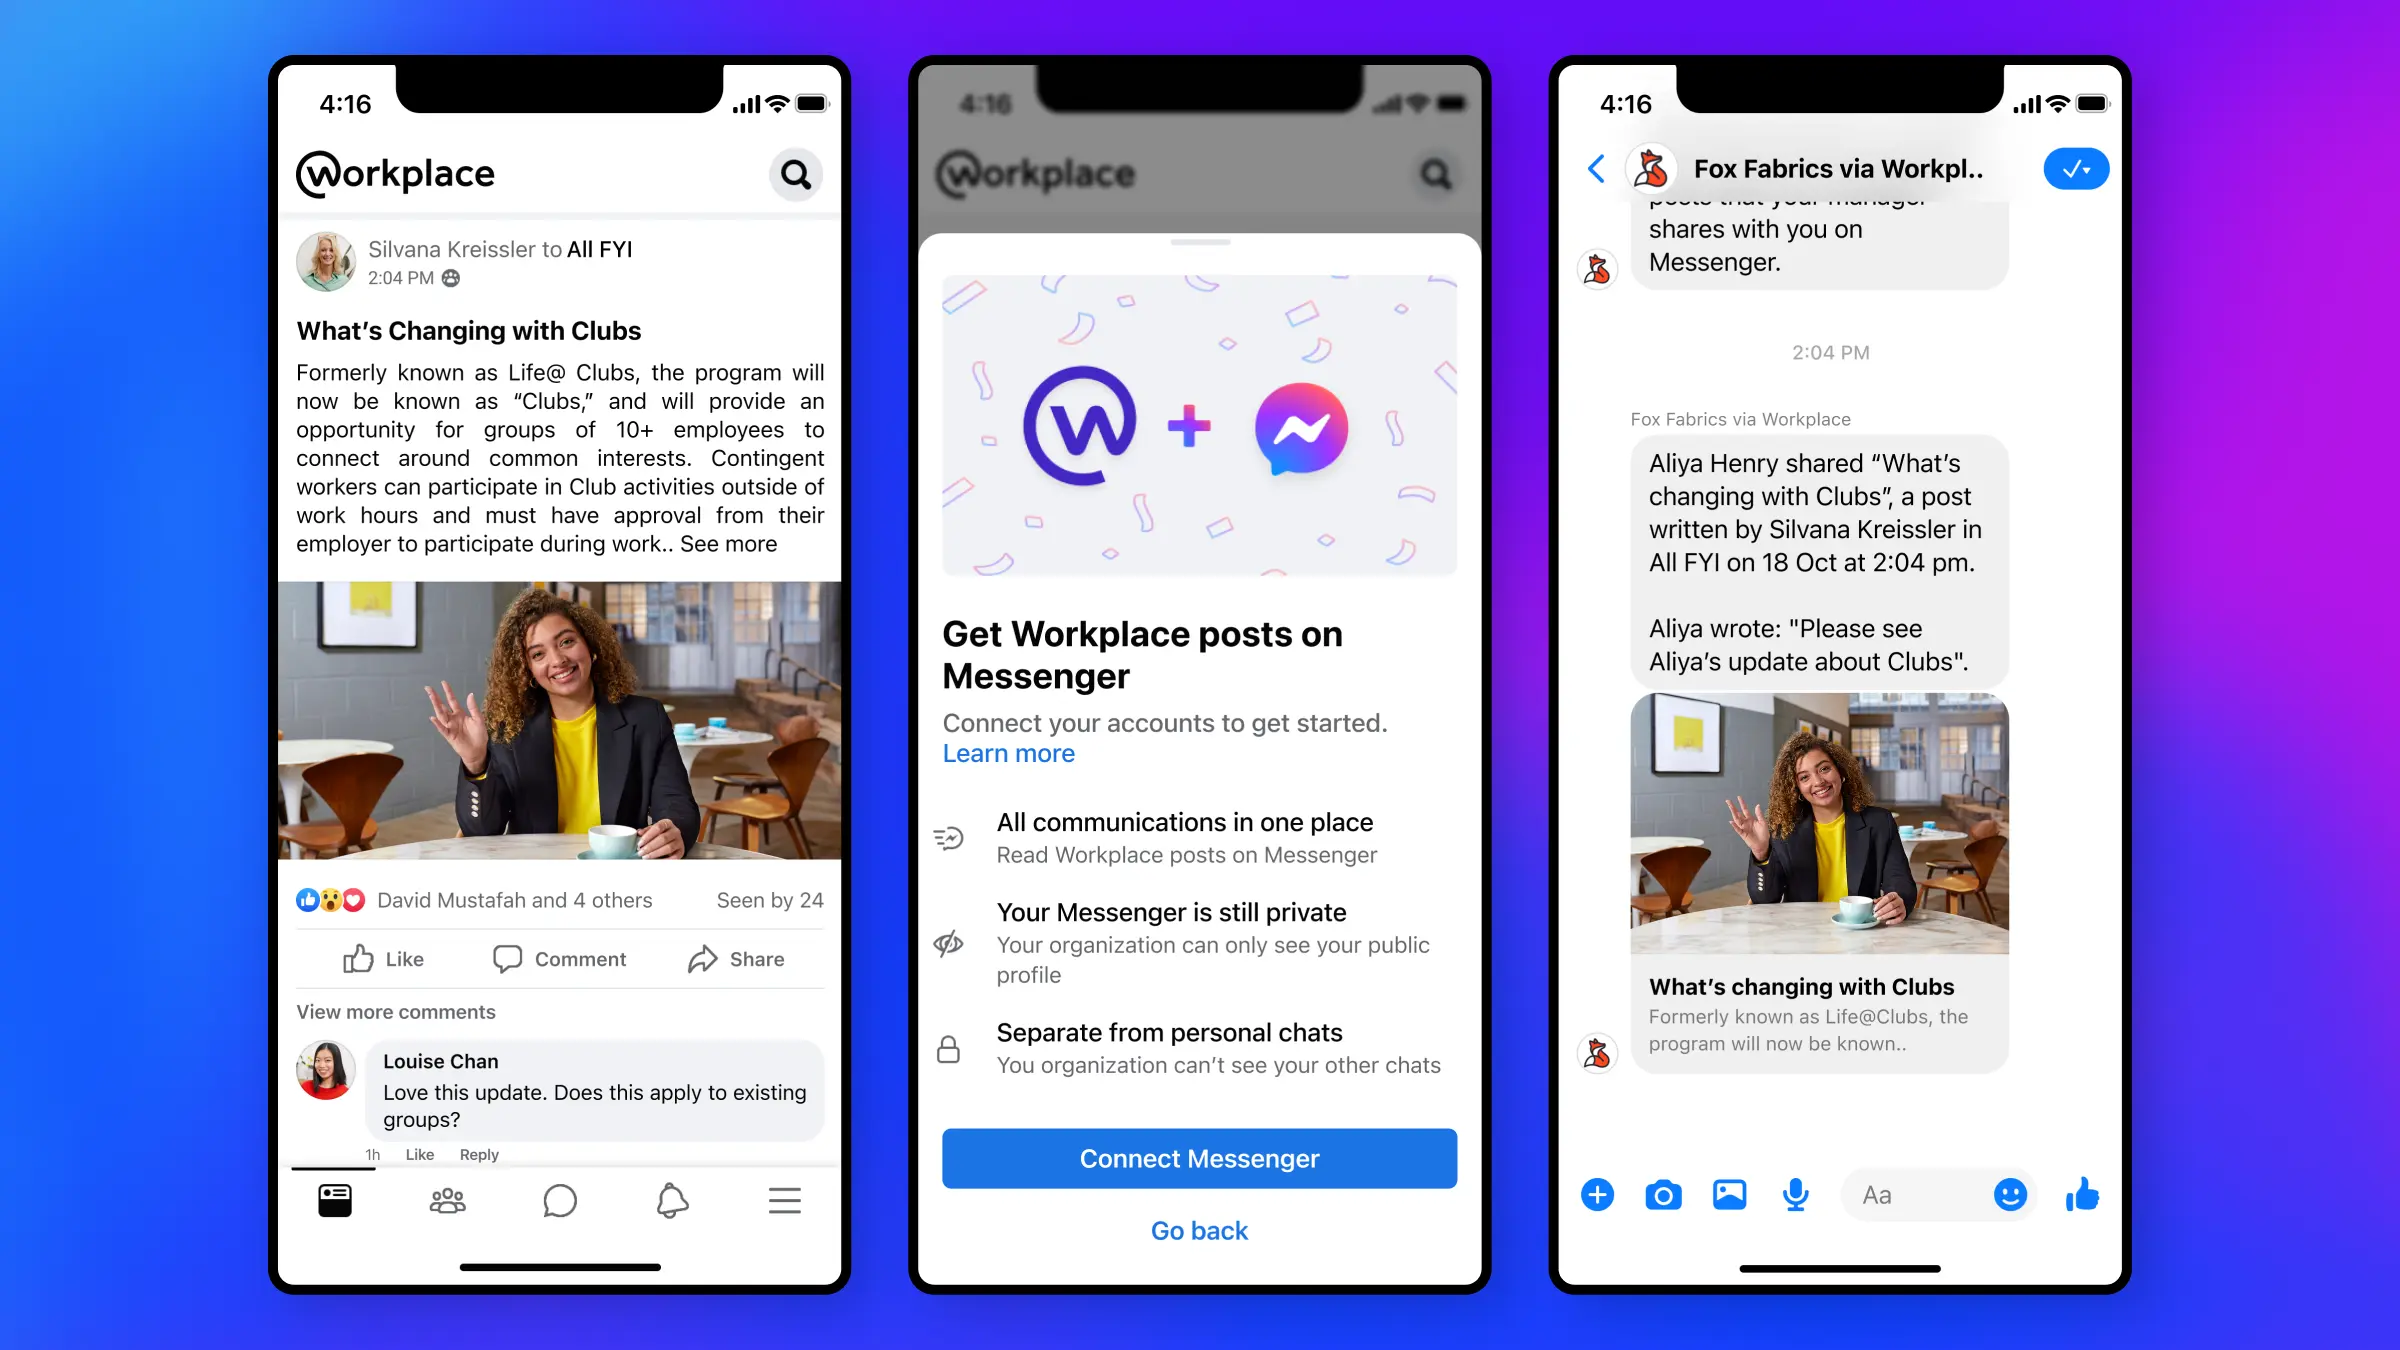 4:16
Workplace
Silvana Kreissler to All FYI
2:04 PM
What's Changing with Clubs
Formerly known as Life@ Clubs, the program will
now be known as “Clubs,” and will provide an
opportunity for groups of 10+ employees to
connect around common interests. Contingent
workers can participate in Club activities outside of
work hours and must have approval from their
employer to participate during work.. See more
David Mustafah and 4 others
Seen by 24
Like
Comment
Share
View more comments
Louise Chan
Love this update. Does this apply to existing
groups?
1h Like Reply
4:16
Workplace
Get Workplace posts on
Messenger
Connect your accounts to get started.
Learn more
All communications in one place
Read Workplace posts on Messenger
Your Messenger is still private
Your organization can only see your public
profile
Separate from personal chats
You organization can’t see your other chats
Connect Messenger
Go back
4:16
Fox Fabrics via Workpl..
posts that your manager
shares with you on
Messenger.
2:04 PM
Fox Fabrics via Workplace
Aliya Henry shared “What’s
changing with Clubs”, a post
written by Silvana Kreissler in
All FYI on 18 Oct at 2:04 pm.
Aliya wrote: "Please see
Aliya’s update about Clubs".
What’s changing with Clubs
Formerly known as Life@Clubs, the
program will now be known..
Aa